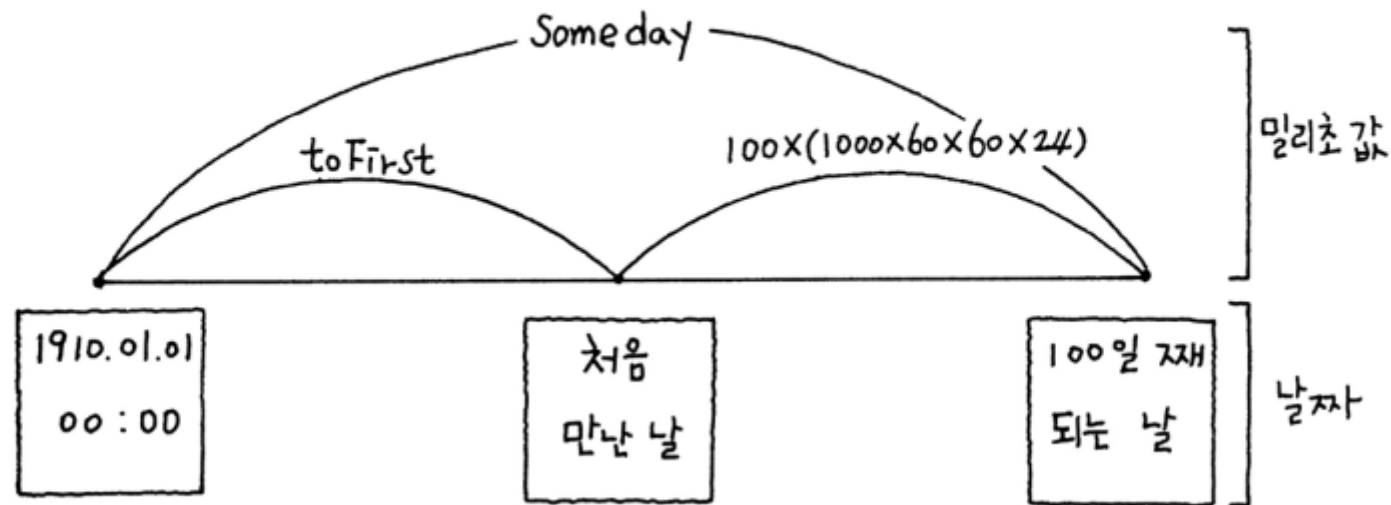 Someday
toFirst
100×(1000×60×60×24)
밀리초 값
1910.01.01
00:00
처음
만난 날
100일 째
되는 날
날짜